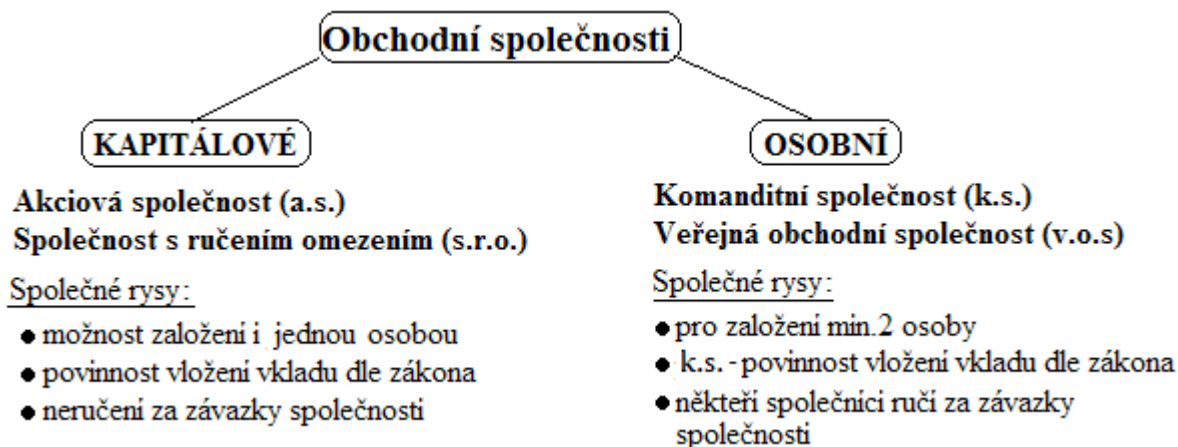 Obchodní společnosti
KAPITÁLOVÉ
Akciová společnost (a.s.)
Společnost s ručením omezením (s.r.o.)
Společné rysy:
● možnost založení i jednou osobou
● povinnost vložení vkladu dle zákona
● neručení za závazky společnosti
OSOBNÍ
Komanditní společnost (k.s.)
Veřejná obchodní společnost (v.o.s)
Společné rysy:
● pro založení min.2 osoby
● k.s.-povinnost vložení vkladu dle zákona
● někteří společníci ručí za závazky
společnosti